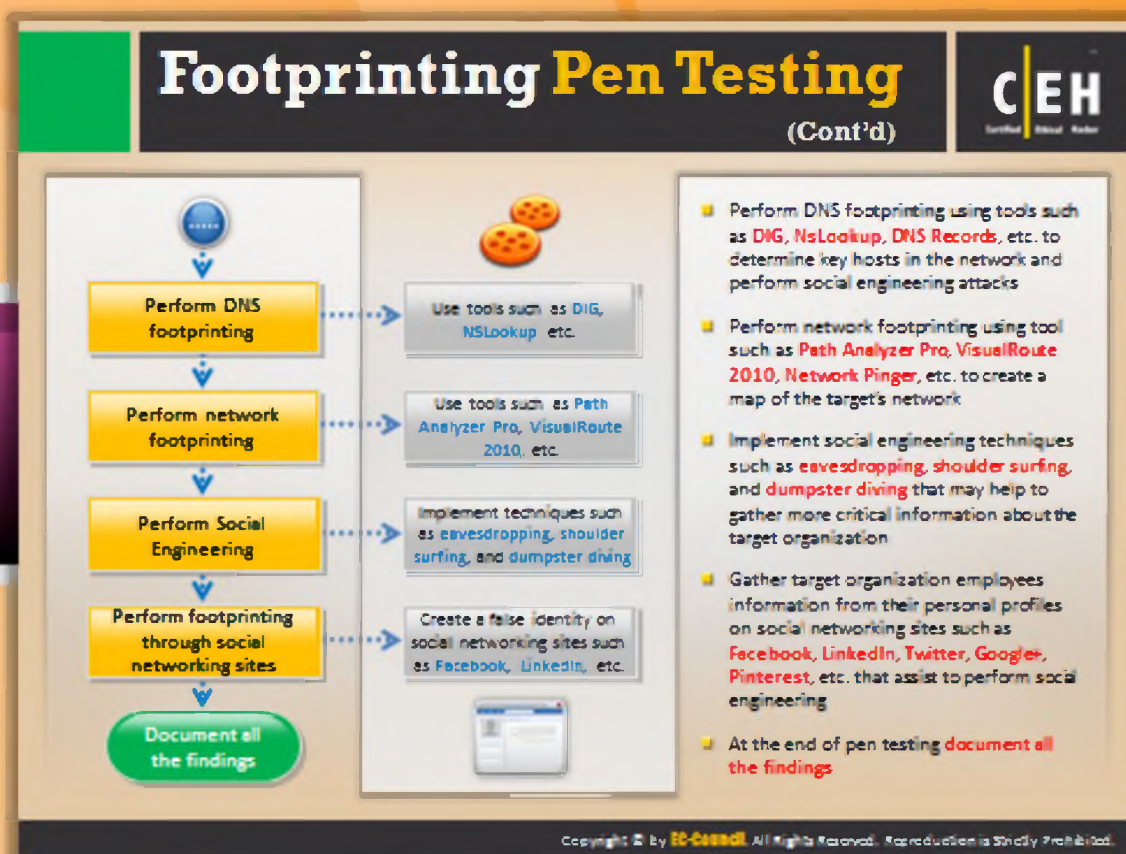 Footprinting Pen Testing
(Cont'd)
C|EH
Certified Ethical Hacker
Perform DNS
footprinting
Use tools such as DIG,
NSLookup etc.
Perform network
footprinting
Use tools such as Path
Analyzer Pro, VisualRoute
2010, etc.
Perform Social
Engineering
Implement techniques such
as eavesdropping, shoulder
surfing, and dumpster diving
Perform footprinting
through social
networking sites
Create a false identity on
social networking sites such
as Facebook, LinkedIn, etc.
Document all
the findings
Perform DNS footprinting using tools such
as DIG, NsLookup, DNS Records, etc. to
determine key hosts in the network and
perform social engineering attacks
Perform network footprinting using tool
such as Path Analyzer Pro, VisualRoute
2010, Network Pinger, etc. to create a
map of the target's network
Implement social engineering techniques
such as eavesdropping, shoulder surfing,
and dumpster diving that may help to
gather more critical information about the
target organization
Gather target organization employees
information from their personal profiles
on social networking sites such as
Facebook, LinkedIn, Twitter, Google+,
Pinterest, etc. that assist to perform social
engineering
At the end of pen testing document all
the findings
Copyright © by EC-Council. All Rights Reserved. Reproduction is Strictly Prohibited.